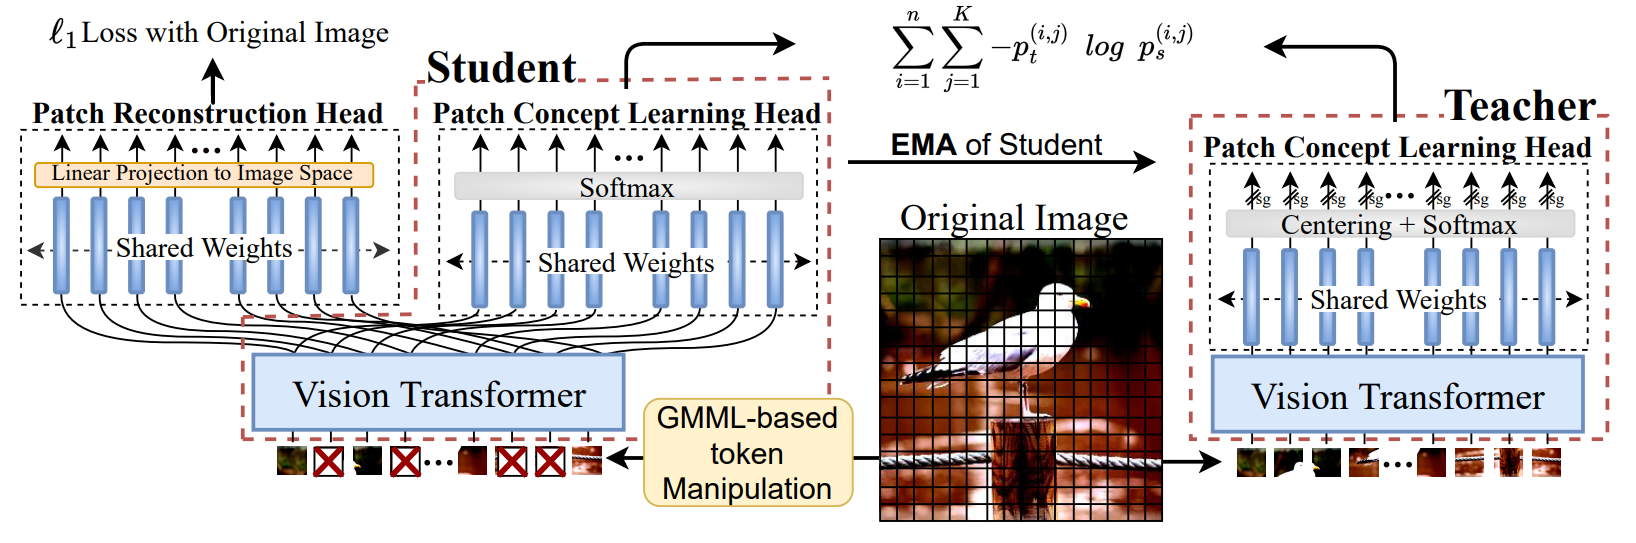 ℓ₁ Loss with Original Image
Patch Reconstruction Head
...
Linear Projection to Image Space
Shared Weights
Student
Patch Concept Learning Head
...
Softmax
Shared Weights
Vision Transformer
...
GMML-based
token
Manipulation
n K
∑ ∑ -p_t^{(i,j)} log p_s^{(i,j)}
i=1 j=1
EMA of Student
Original Image
Teacher
Patch Concept Learning Head
sg sg sg sg ... sg sg sg sg
Centering + Softmax
Shared Weights
Vision Transformer
...